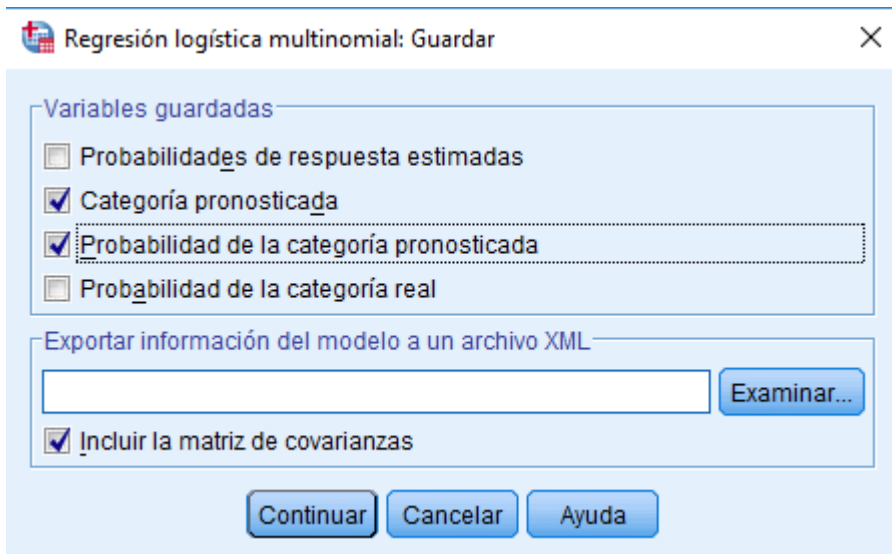 Regresión logística multinomial: Guardar
Variables guardadas
Probabilidades de respuesta estimadas
Categoría pronosticada
Probabilidad de la categoría pronosticada
Probabilidad de la categoría real
Exportar información del modelo a un archivo XML
Examinar...
Incluir la matriz de covarianzas
Continuar Cancelar Ayuda